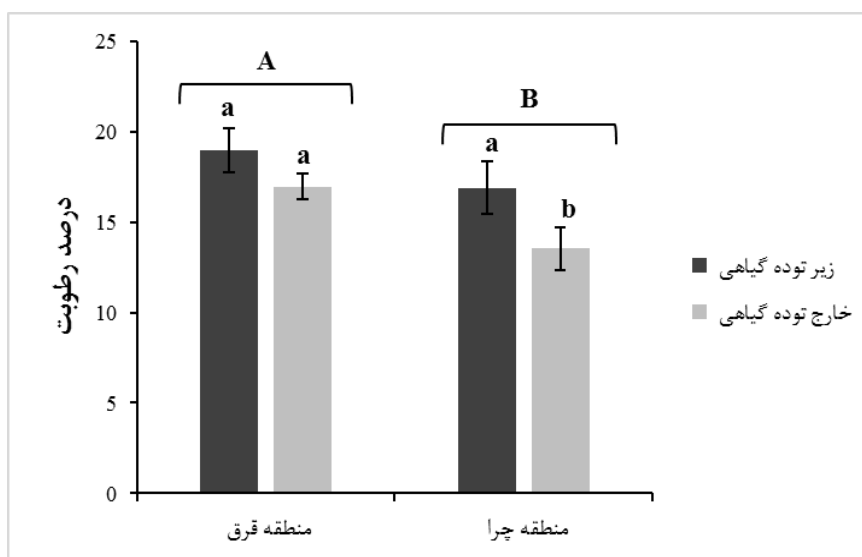 25
20
15
10
5
0
درصد رطوبت
A
a
a
B
a
b
منطقه قرق
منطقه چرا
زیر توده گیاهی
خارج توده گیاهی